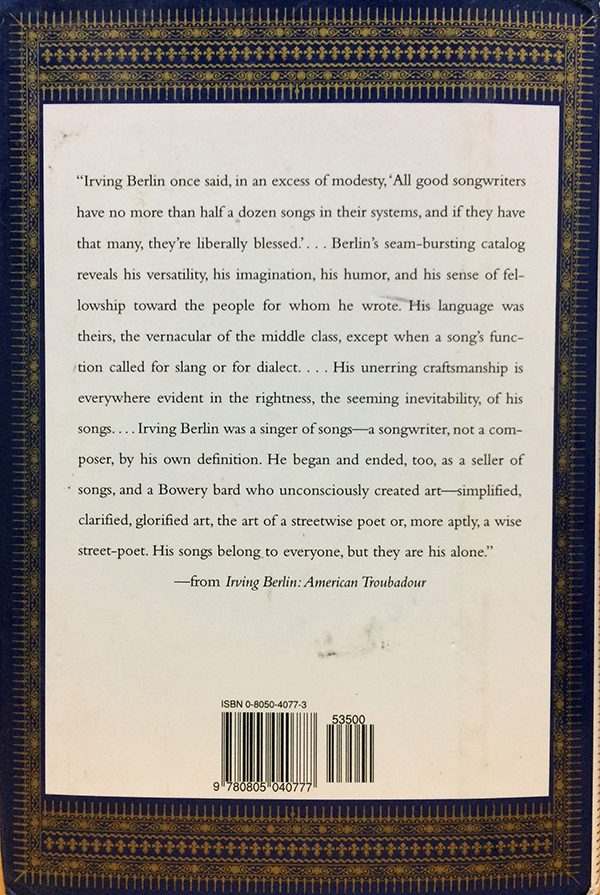 “Irving Berlin once said, in an excess of modesty, ‘All good songwriters
have no more than half a dozen songs in their systems, and if they have
that many, they’re liberally blessed.’. . . Berlin’s seam-bursting catalog
reveals his versatility, his imagination, his humor, and his sense of fel-
lowship toward the people for whom he wrote. His language was
theirs, the vernacular of the middle class, except when a song’s func-
tion called for slang or for dialect. . . . His unerring craftsmanship is
everywhere evident in the rightness, the seeming inevitability, of his
songs. . . . Irving Berlin was a singer of songs—a songwriter, not a com-
poser, by his own definition. He began and ended, too, as a seller of
songs, and a Bowery bard who unconsciously created art—simplified,
clarified, glorified art, the art of a streetwise poet or, more aptly, a wise
street-poet. His songs belong to everyone, but they are his alone.”
—from Irving Berlin: American Troubadour
ISBN 0-8050-4077-3
53500
9 780805 040777